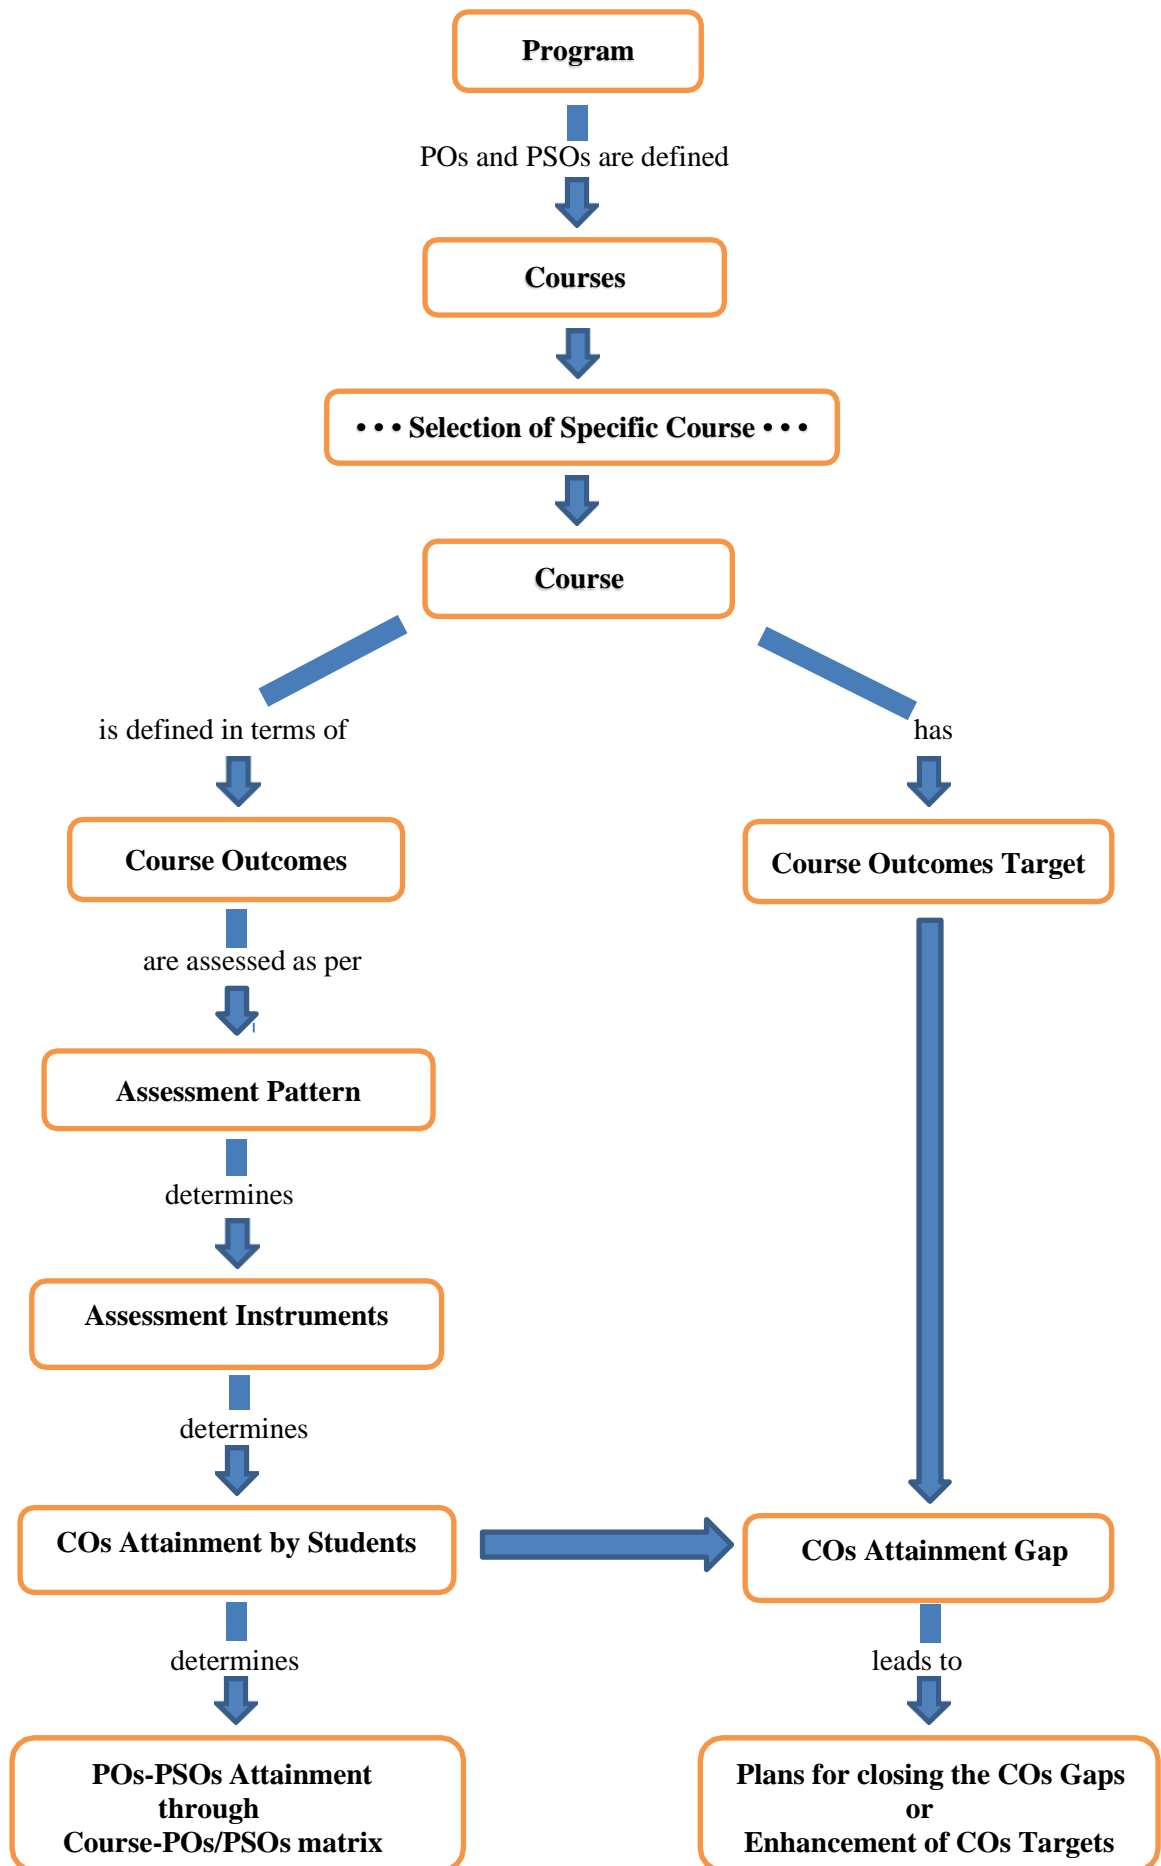 Program
POs and PSOs are defined
Courses
• • • Selection of Specific Course • • •
Course
is defined in terms of
has
Course Outcomes
Course Outcomes Target
are assessed as per
Assessment Pattern
determines
Assessment Instruments
determines
COs Attainment by Students
COs Attainment Gap
determines
leads to
POs-PSOs Attainment
through
Course-POs/PSOs matrix
Plans for closing the COs Gaps
or
Enhancement of COs Targets